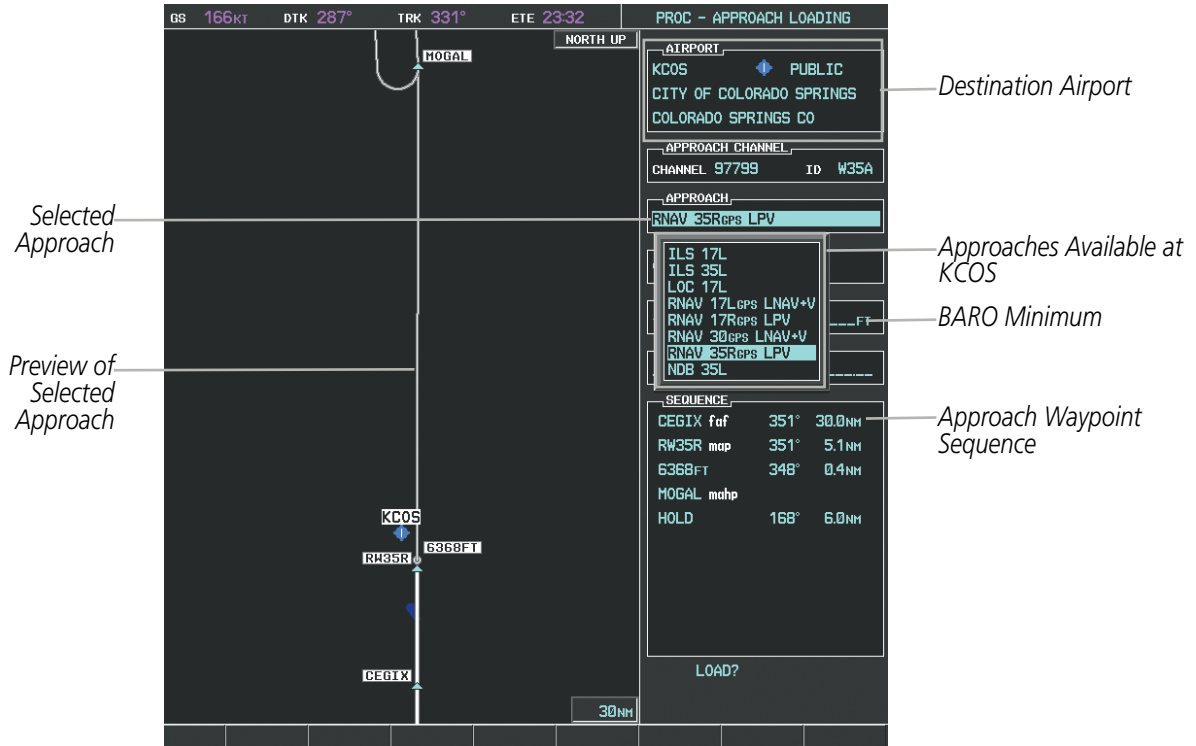 GS 166KT DTK 287° TRK 331° ETE 23:32 PROC - APPROACH LOADING
NORTH UP
MOGAL
AIRPORT
KCOS PUBLIC
CITY OF COLORADO SPRINGS
COLORADO SPRINGS CO
Destination Airport
APPROACH CHANNEL
CHANNEL 97799 ID W35A
APPROACH
RNAV 35RGPS LPV
Selected
Approach
ILS 17L
ILS 35L
LOC 17L
RNAV 17LGPS LNAV+V
RNAV 17RGPS LPV
RNAV 30GPS LNAV+V
RNAV 35RGPS LPV
NDB 35L
Approaches Available at
KCOS
___FT
BARO Minimum
Preview of
Selected
Approach
SEQUENCE
CEGIX faf 351° 30.0NM
RW35R map 351° 5.1NM
6368FT 348° 0.4NM
MOGAL mahp
HOLD 168° 6.0NM
Approach Waypoint
Sequence
KCOS
6368FT
RW35R
CEGIX
LOAD?
30NM